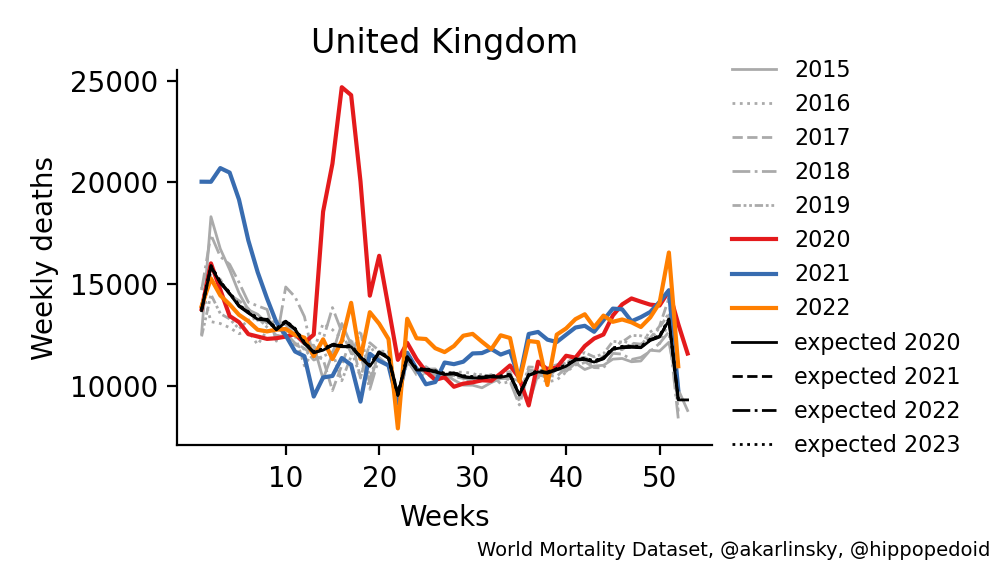 United Kingdom
25000
20000
15000
10000
Weekly deaths
10 20 30 40 50
Weeks
2015
2016
2017
2018
2019
2020
2021
2022
expected 2020
expected 2021
expected 2022
expected 2023
World Mortality Dataset, @akarlinsky, @hippopedoid